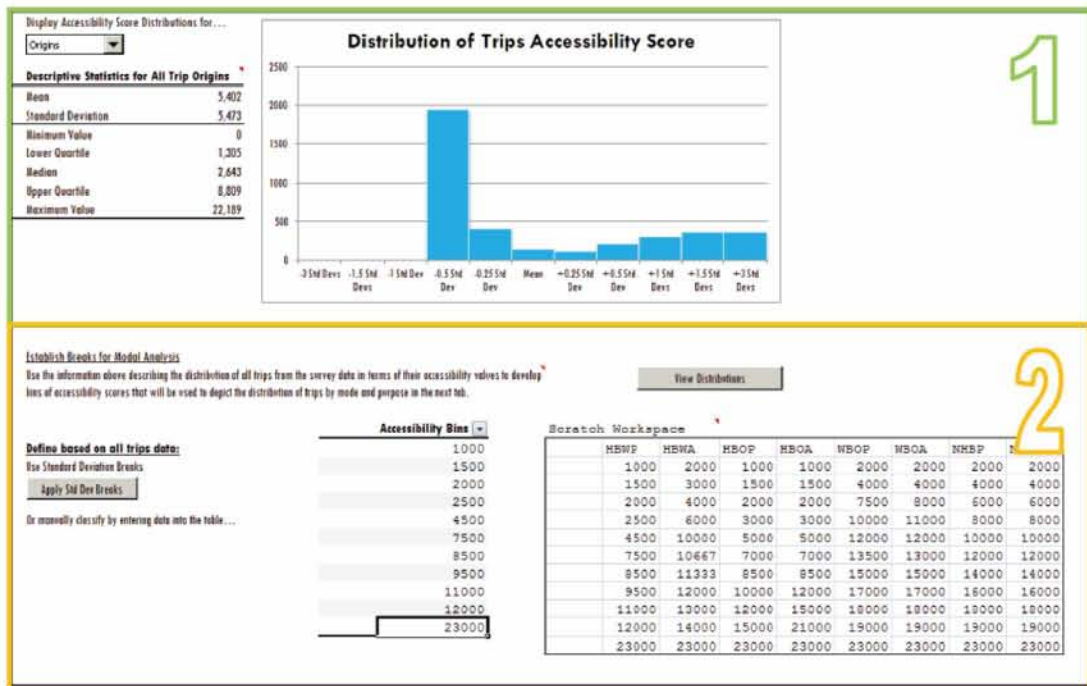 Display Accessibility Score Distributions for...
Origins
Descriptive Statistics for All Trip Origins
Mean 5,402
Standard Deviation 5,473
Minimum Value 0
Lower Quartile 1,305
Median 2,643
Upper Quartile 8,809
Maximum Value 22,189
Distribution of Trips Accessibility Score
2500
2000
1500
1000
500
0
-3 Std Devs -1.5 Std Devs -1 Std Dev -0.5 Std Dev -0.25 Std Dev Mean +0.25 Std Dev +0.5 Std Dev +1 Std Devs +1.5 Std Devs +3 Std Devs
1
Establish Breaks for Modal Analysis
Use the information above describing the distribution of all trips from the survey data in terms of their accessibility values to develop
bins of accessibility scores that will be used to depict the distribution of trips by mode and purpose in the next tab.
View Distributions
2
Define based on all trips data:
Use Standard Deviation Breaks
Apply Std Dev Breaks
Or manually classify by entering data into the table...
Accessibility Bins
1000
1500
2000
2500
4500
7500
8500
9500
11000
12000
23000
Scratch Workspace
HBWP HBWA HBOP HBOA WBOP WBOA NHBP
1000 2000 1000 1000 2000 2000 2000 2000
1500 3000 1500 1500 4000 4000 4000 4000
2000 4000 2000 2000 7500 8000 6000 6000
2500 6000 3000 3000 10000 11000 8000 8000
4500 10000 5000 5000 12000 12000 10000 10000
7500 10667 7000 7000 13500 13000 12000 12000
8500 11333 8500 8500 15000 15000 14000 14000
9500 12000 10000 12000 17000 17000 16000 16000
11000 13000 12000 15000 18000 18000 18000 18000
12000 14000 15000 21000 19000 19000 19000 19000
23000 23000 23000 23000 23000 23000 23000 23000